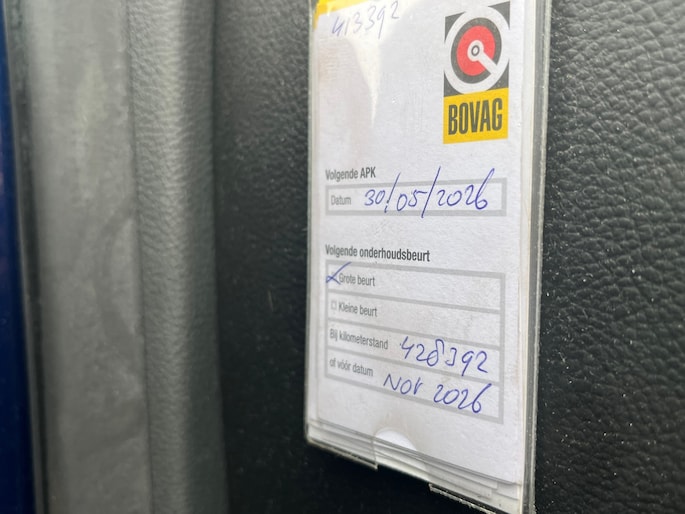 413392
BOVAG
Volgende APK
Datum 30/05/2026
Volgende onderhoudsbeurt
Grote beurt
Kleine beurt
Bij kilometerstand 428392
of vóór datum Nov 2026